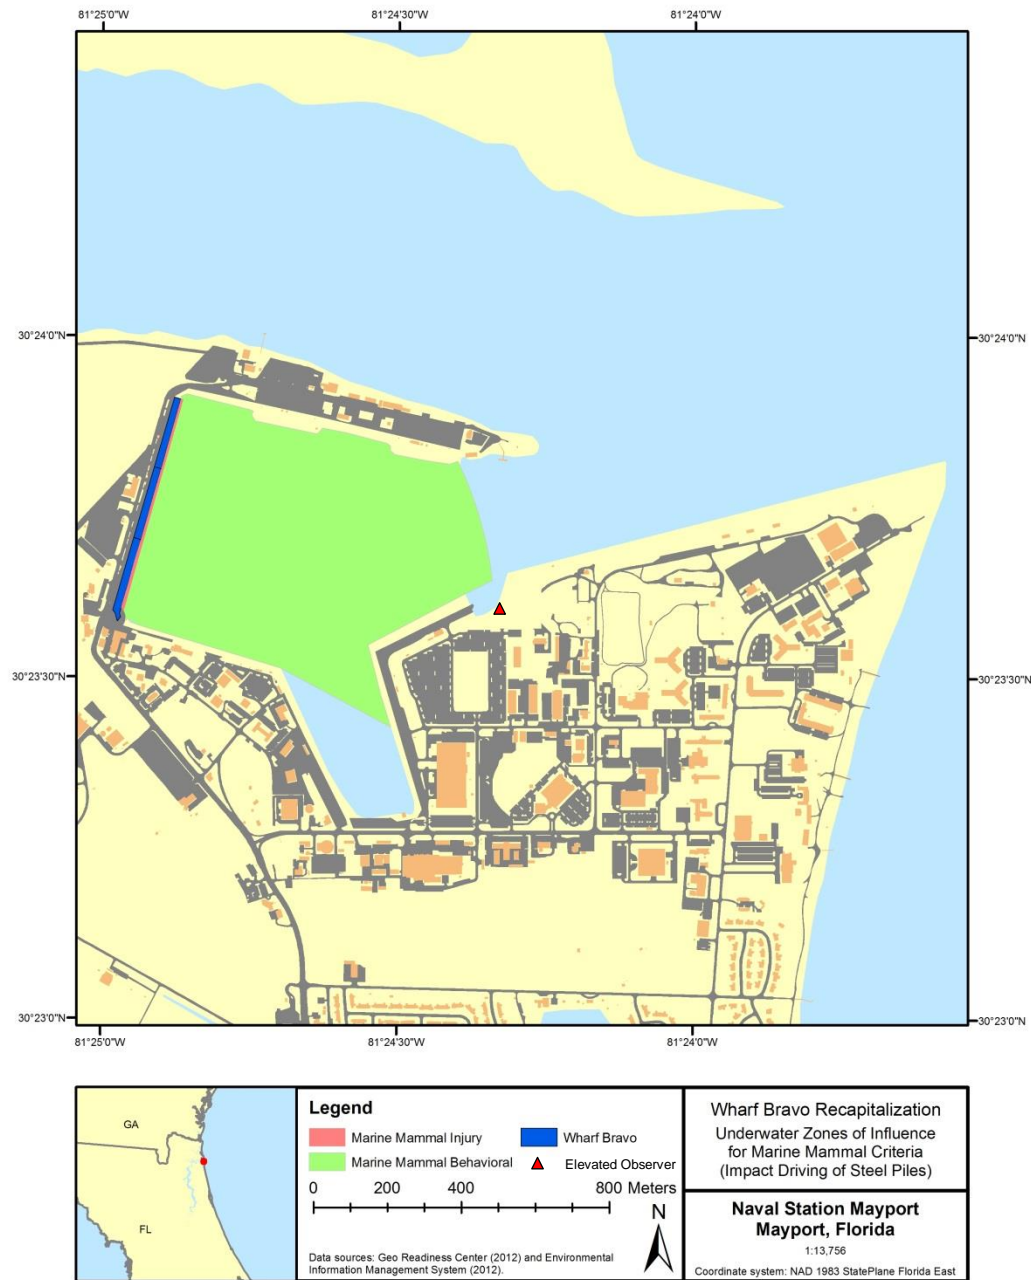 81°25'0"W
81°24'30"W
81°24'0"W
30°24'0"N
30°24'0"N
30°23'30"N
30°23'30"N
30°23'0"N
30°23'0"N
81°25'0"W
81°24'30"W
81°24'0"W
GA
FL
Legend
Marine Mammal Injury
Wharf Bravo
Marine Mammal Behavioral
Elevated Observer
0 200 400 800 Meters
N
Data sources: Geo Readiness Center (2012) and Environmental
Information Management System (2012).
Wharf Bravo Recapitalization
Underwater Zones of Influence
for Marine Mammal Criteria
(Impact Driving of Steel Piles)
Naval Station Mayport
Mayport, Florida
1:13,756
Coordinate system: NAD 1983 StatePlane Florida East